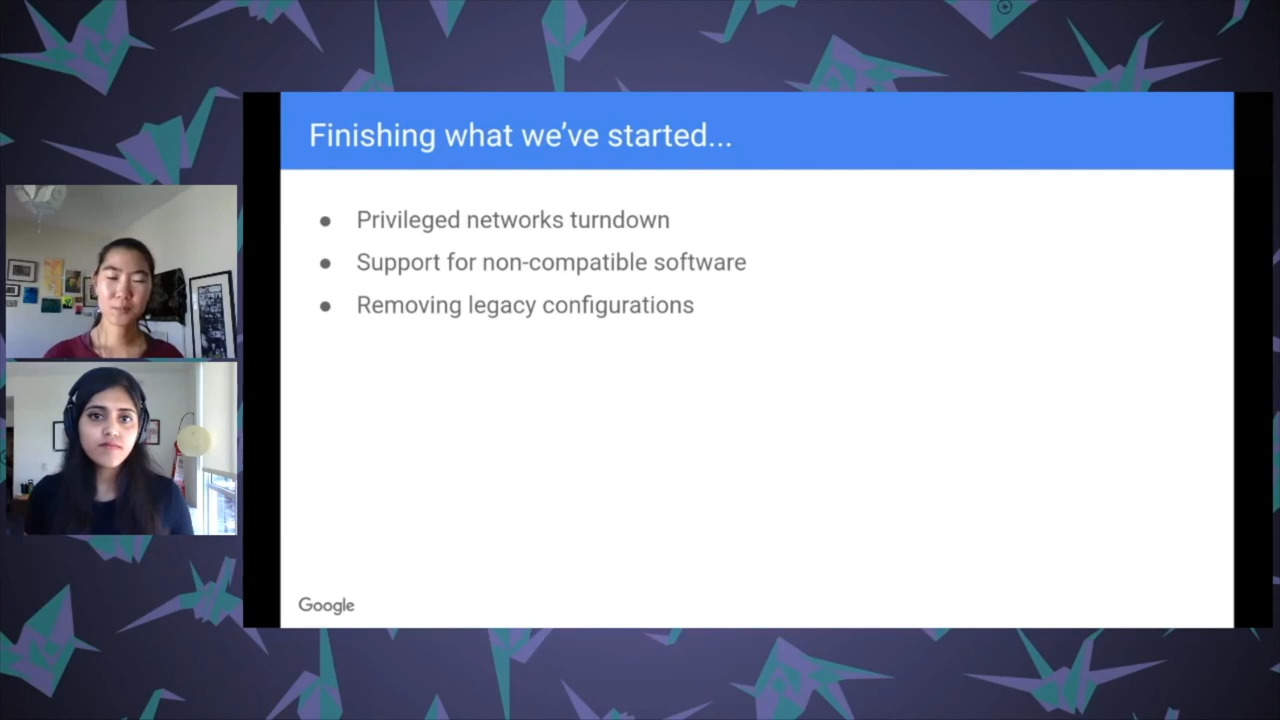 Finishing what we've started...
● Privileged networks turndown
● Support for non-compatible software
● Removing legacy configurations
Google